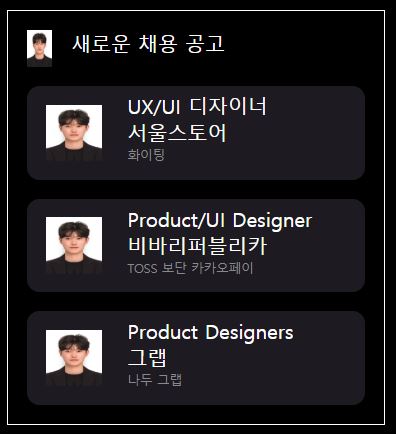 새로운 채용 공고
UX/UI 디자이너
서울스토어
화이팅
Product/UI Designer
비바리퍼블리카
TOSS 보단 카카오페이
Product Designers
그랩
나두 그랩